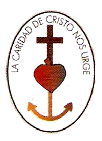 LA CARIDAD DE CRISTO NOS URGE